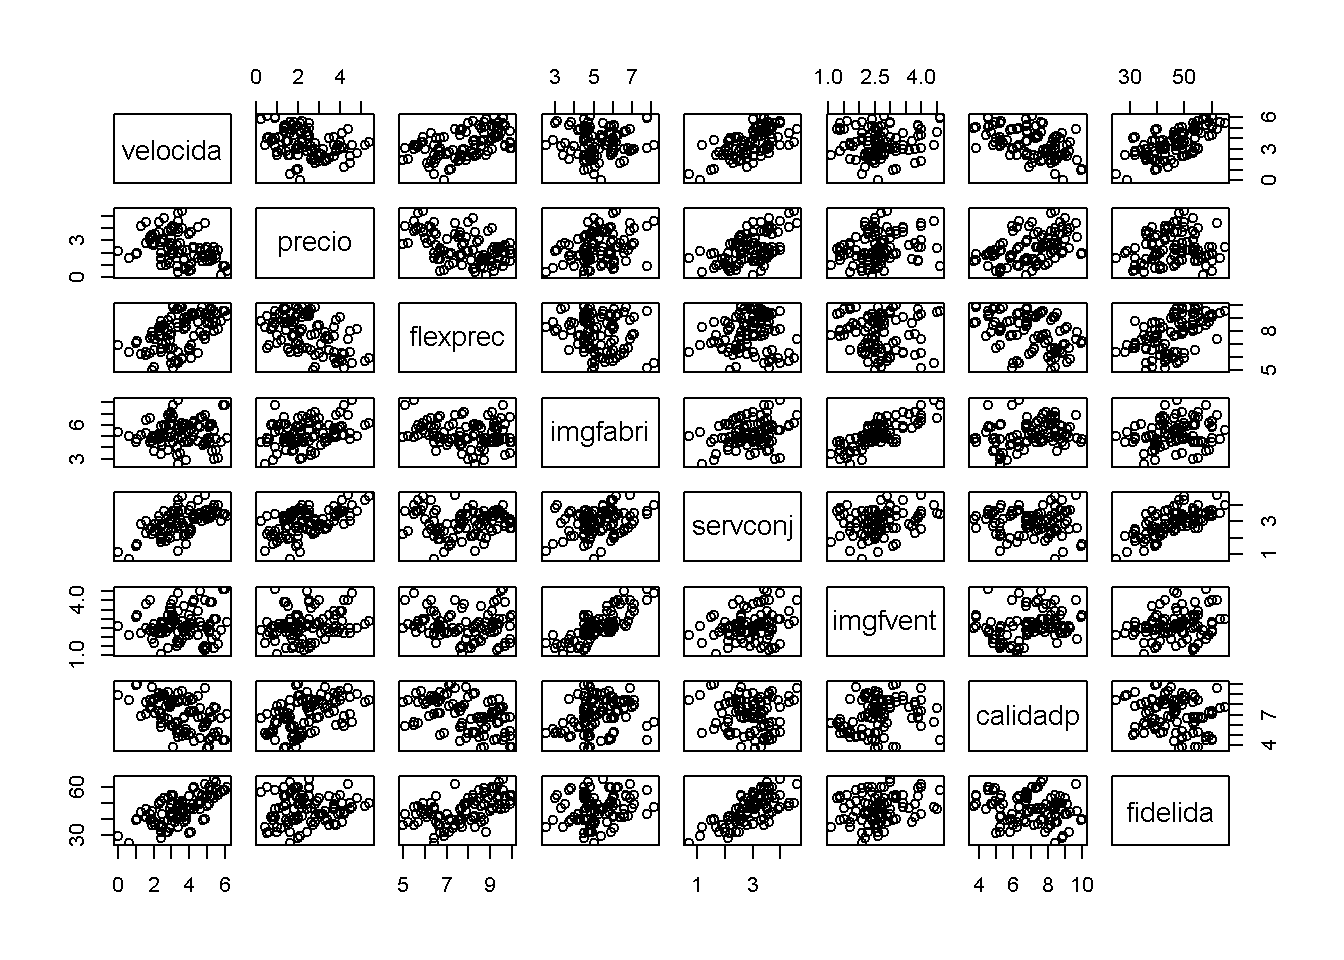 0 2 4 3 5 7 1.0 2.5 4.0 30 50
velocida 0 3 6
0 3 precio
flexprec 5 8
3 6 imgfabri
servconj 1 3
1.0 4.0 imgfvent
calidadp 4 7
30 60 fidelida
0 2 4 6 5 7 9 1 3 4 6 8 10